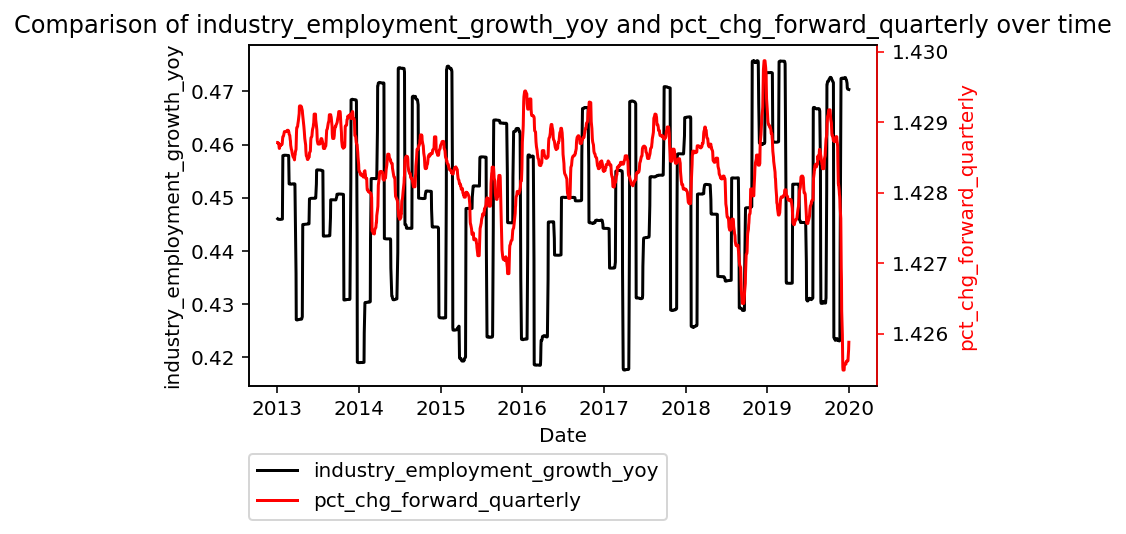 Comparison of industry_employment_growth_yoy and pct_chg_forward_quarterly over time
industry_employment_growth_yoy
0.47
0.46
0.45
0.44
0.43
0.42
1.430
1.429
1.428
1.427
1.426
pct_chg_forward_quarterly
2013 2014 2015 2016 2017 2018 2019 2020
Date
industry_employment_growth_yoy
pct_chg_forward_quarterly